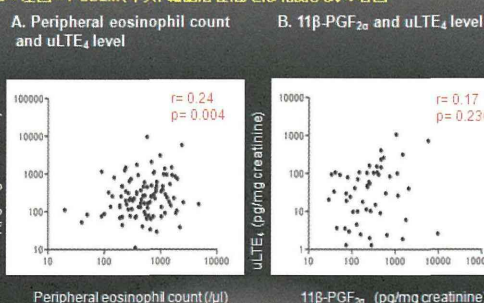 A. Peripheral eosinophil count
and uLTE₄ level
r= 0.24
p= 0.004
100000
10000
1000
100
10
10
100
1000
10000
Peripheral eosinophil count (/μl)
B. 11β-PGF₂α and uLTE₄ level
r= 0.17
10000
1000
100
10
1
10
100
1000
10000
uLTE₄ (pg/mg creatinine)
11β-PGF₂α (pg/mg creatinine